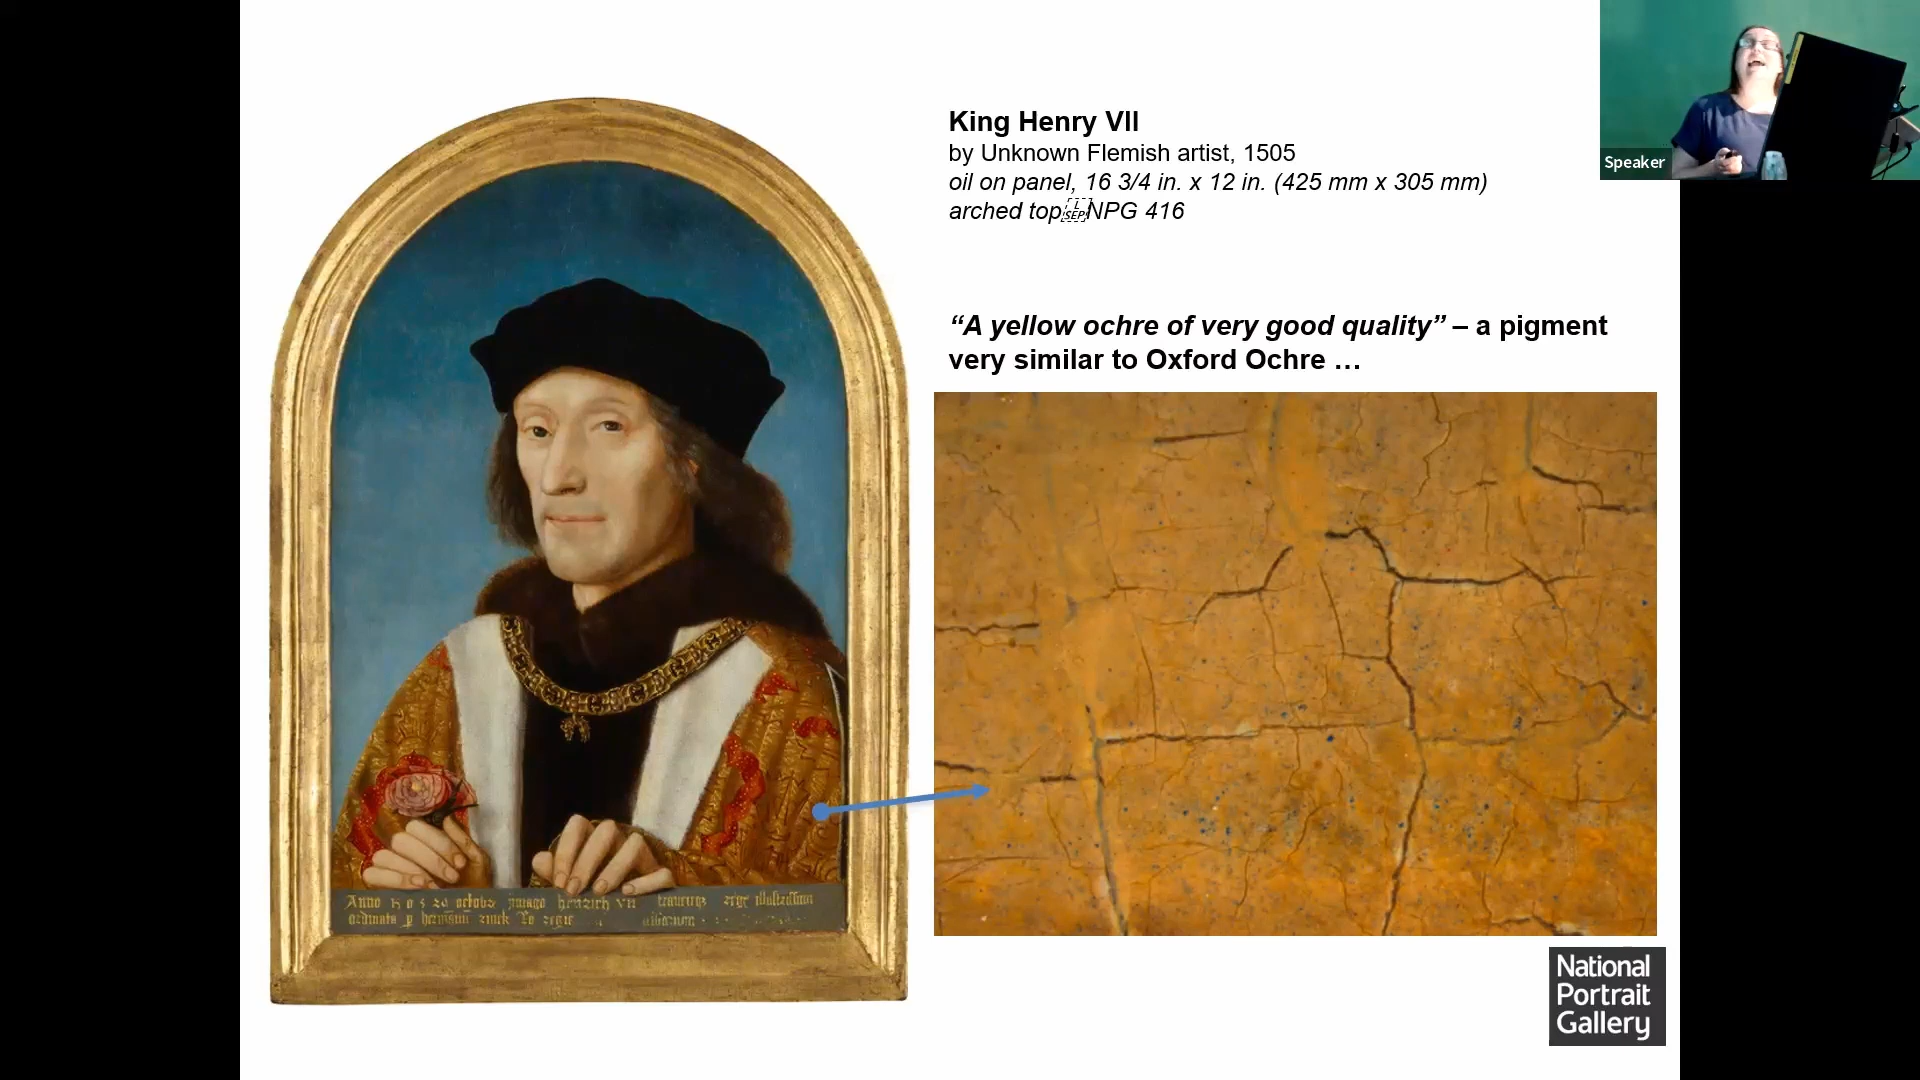 King Henry VII
by Unknown Flemish artist, 1505
oil on panel, 16 3/4 in. x 12 in. (425 mm x 305 mm)
arched top NPG 416
Speaker
“A yellow ochre of very good quality” – a pigment
very similar to Oxford Ochre …
Anno
National
Portrait
Gallery